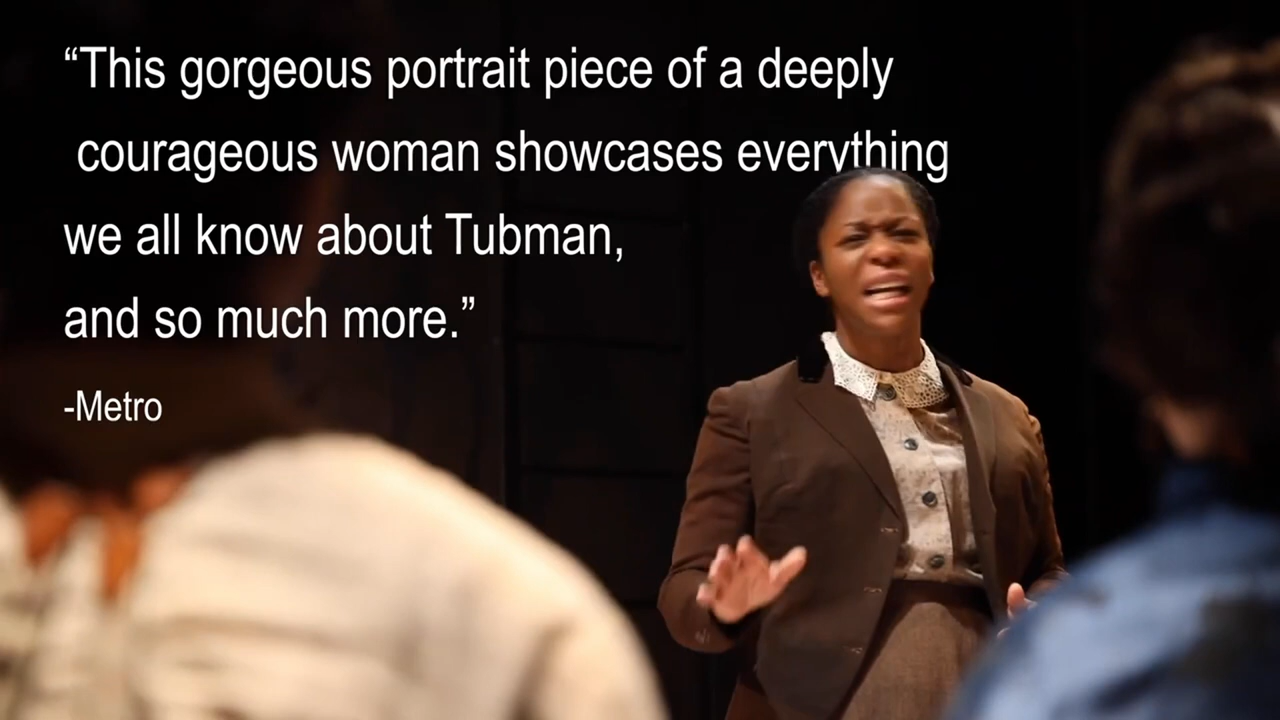 “This gorgeous portrait piece of a deeply
courageous woman showcases everything
we all know about Tubman,
and so much more.”
-Metro